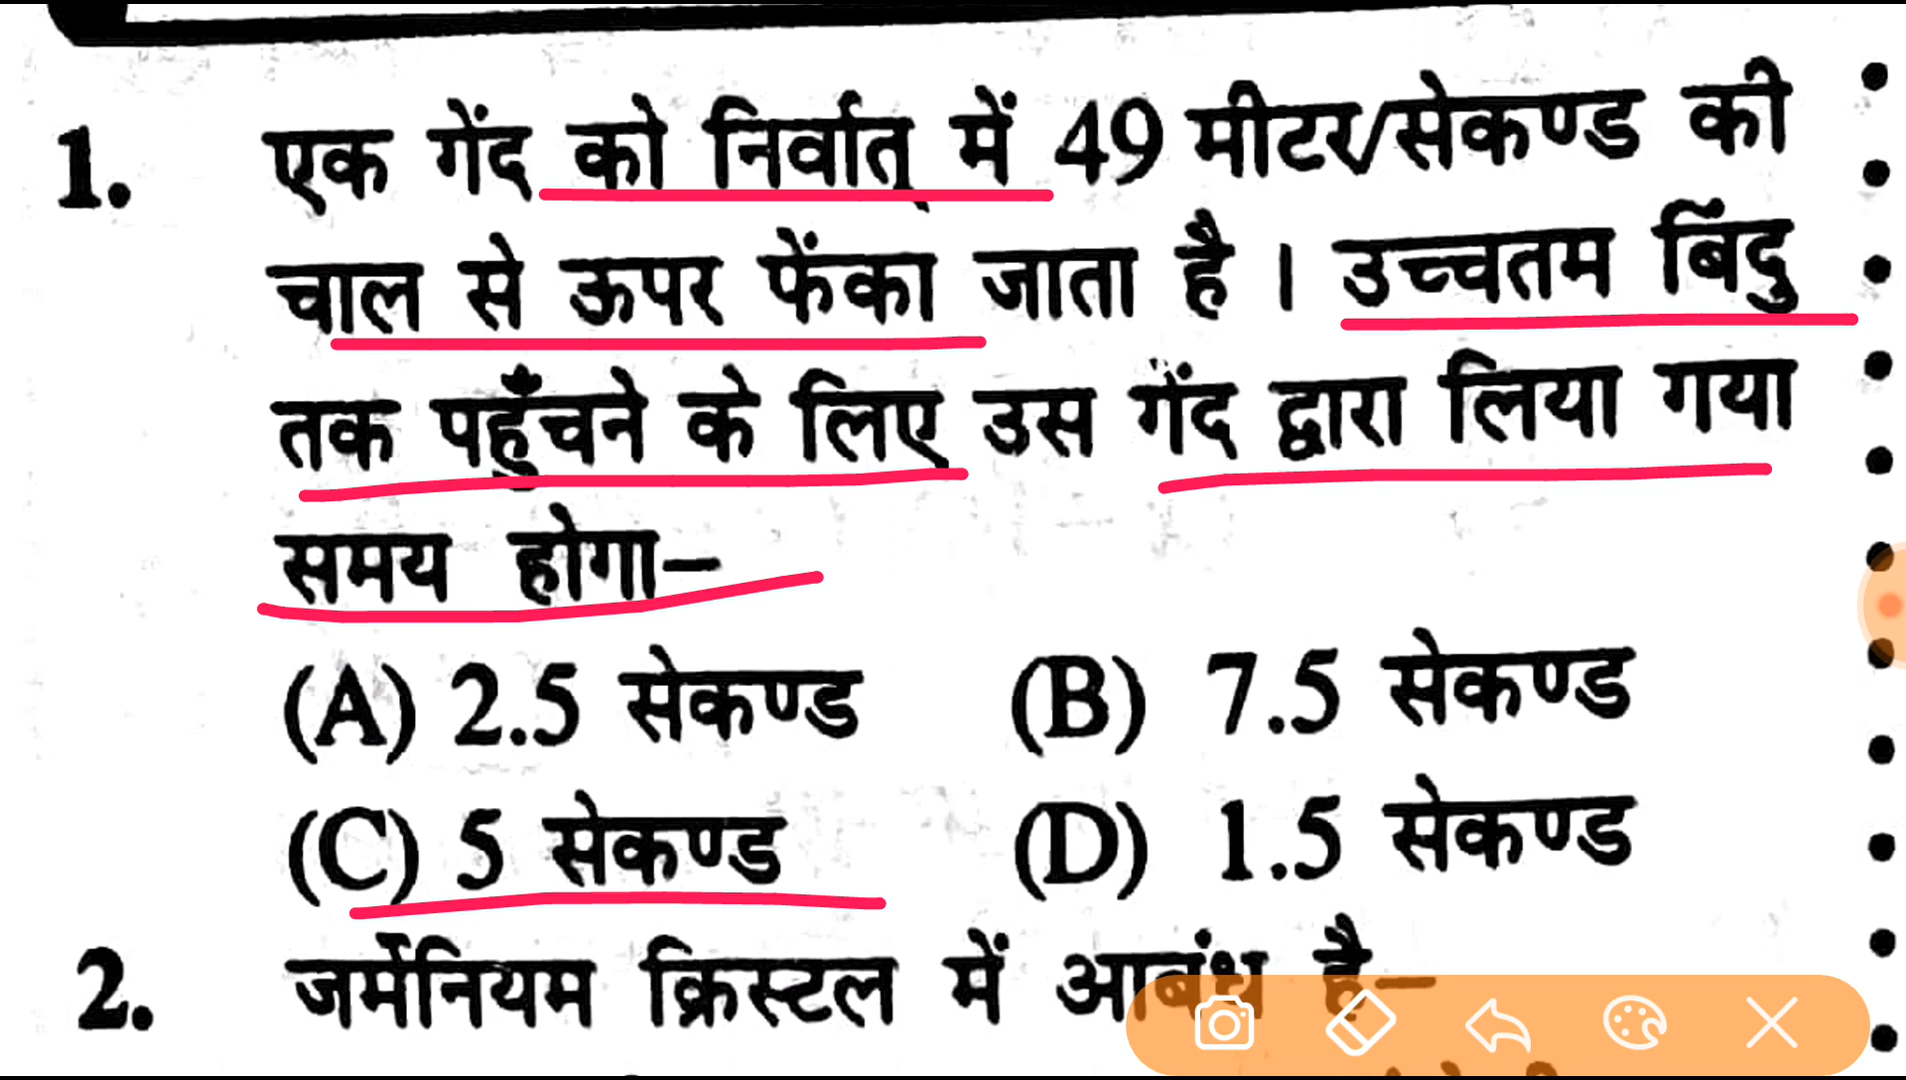 1. एक गेंद को निर्वात् में 49 मीटर/सेकण्ड की
चाल से ऊपर फेंका जाता है । उच्चतम बिंदु
तक पहुँचने के लिए उस गेंद द्वारा लिया गया
समय होगा–
(A) 2.5 सेकण्ड (B) 7.5 सेकण्ड
(C) 5 सेकण्ड (D) 1.5 सेकण्ड
2. जर्मेनियम क्रिस्टल में आबंध है–